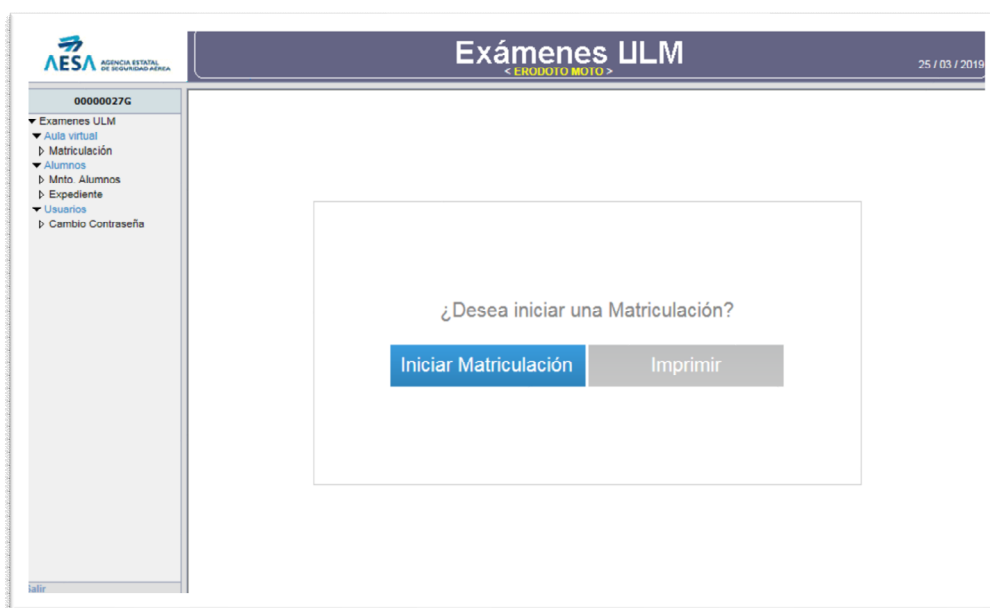 AESA AGENCIA ESTATAL
DE SEGURIDAD AÉREA
Exámenes ULM
< ERODOTO MOTO >
25 / 03 / 2019
00000027G
Examenes ULM
Aula virtual
Matriculación
Alumnos
Mnto. Alumnos
Expediente
Usuarios
Cambio Contraseña
¿Desea iniciar una Matriculación?
Iniciar Matriculación
Imprimir
Salir